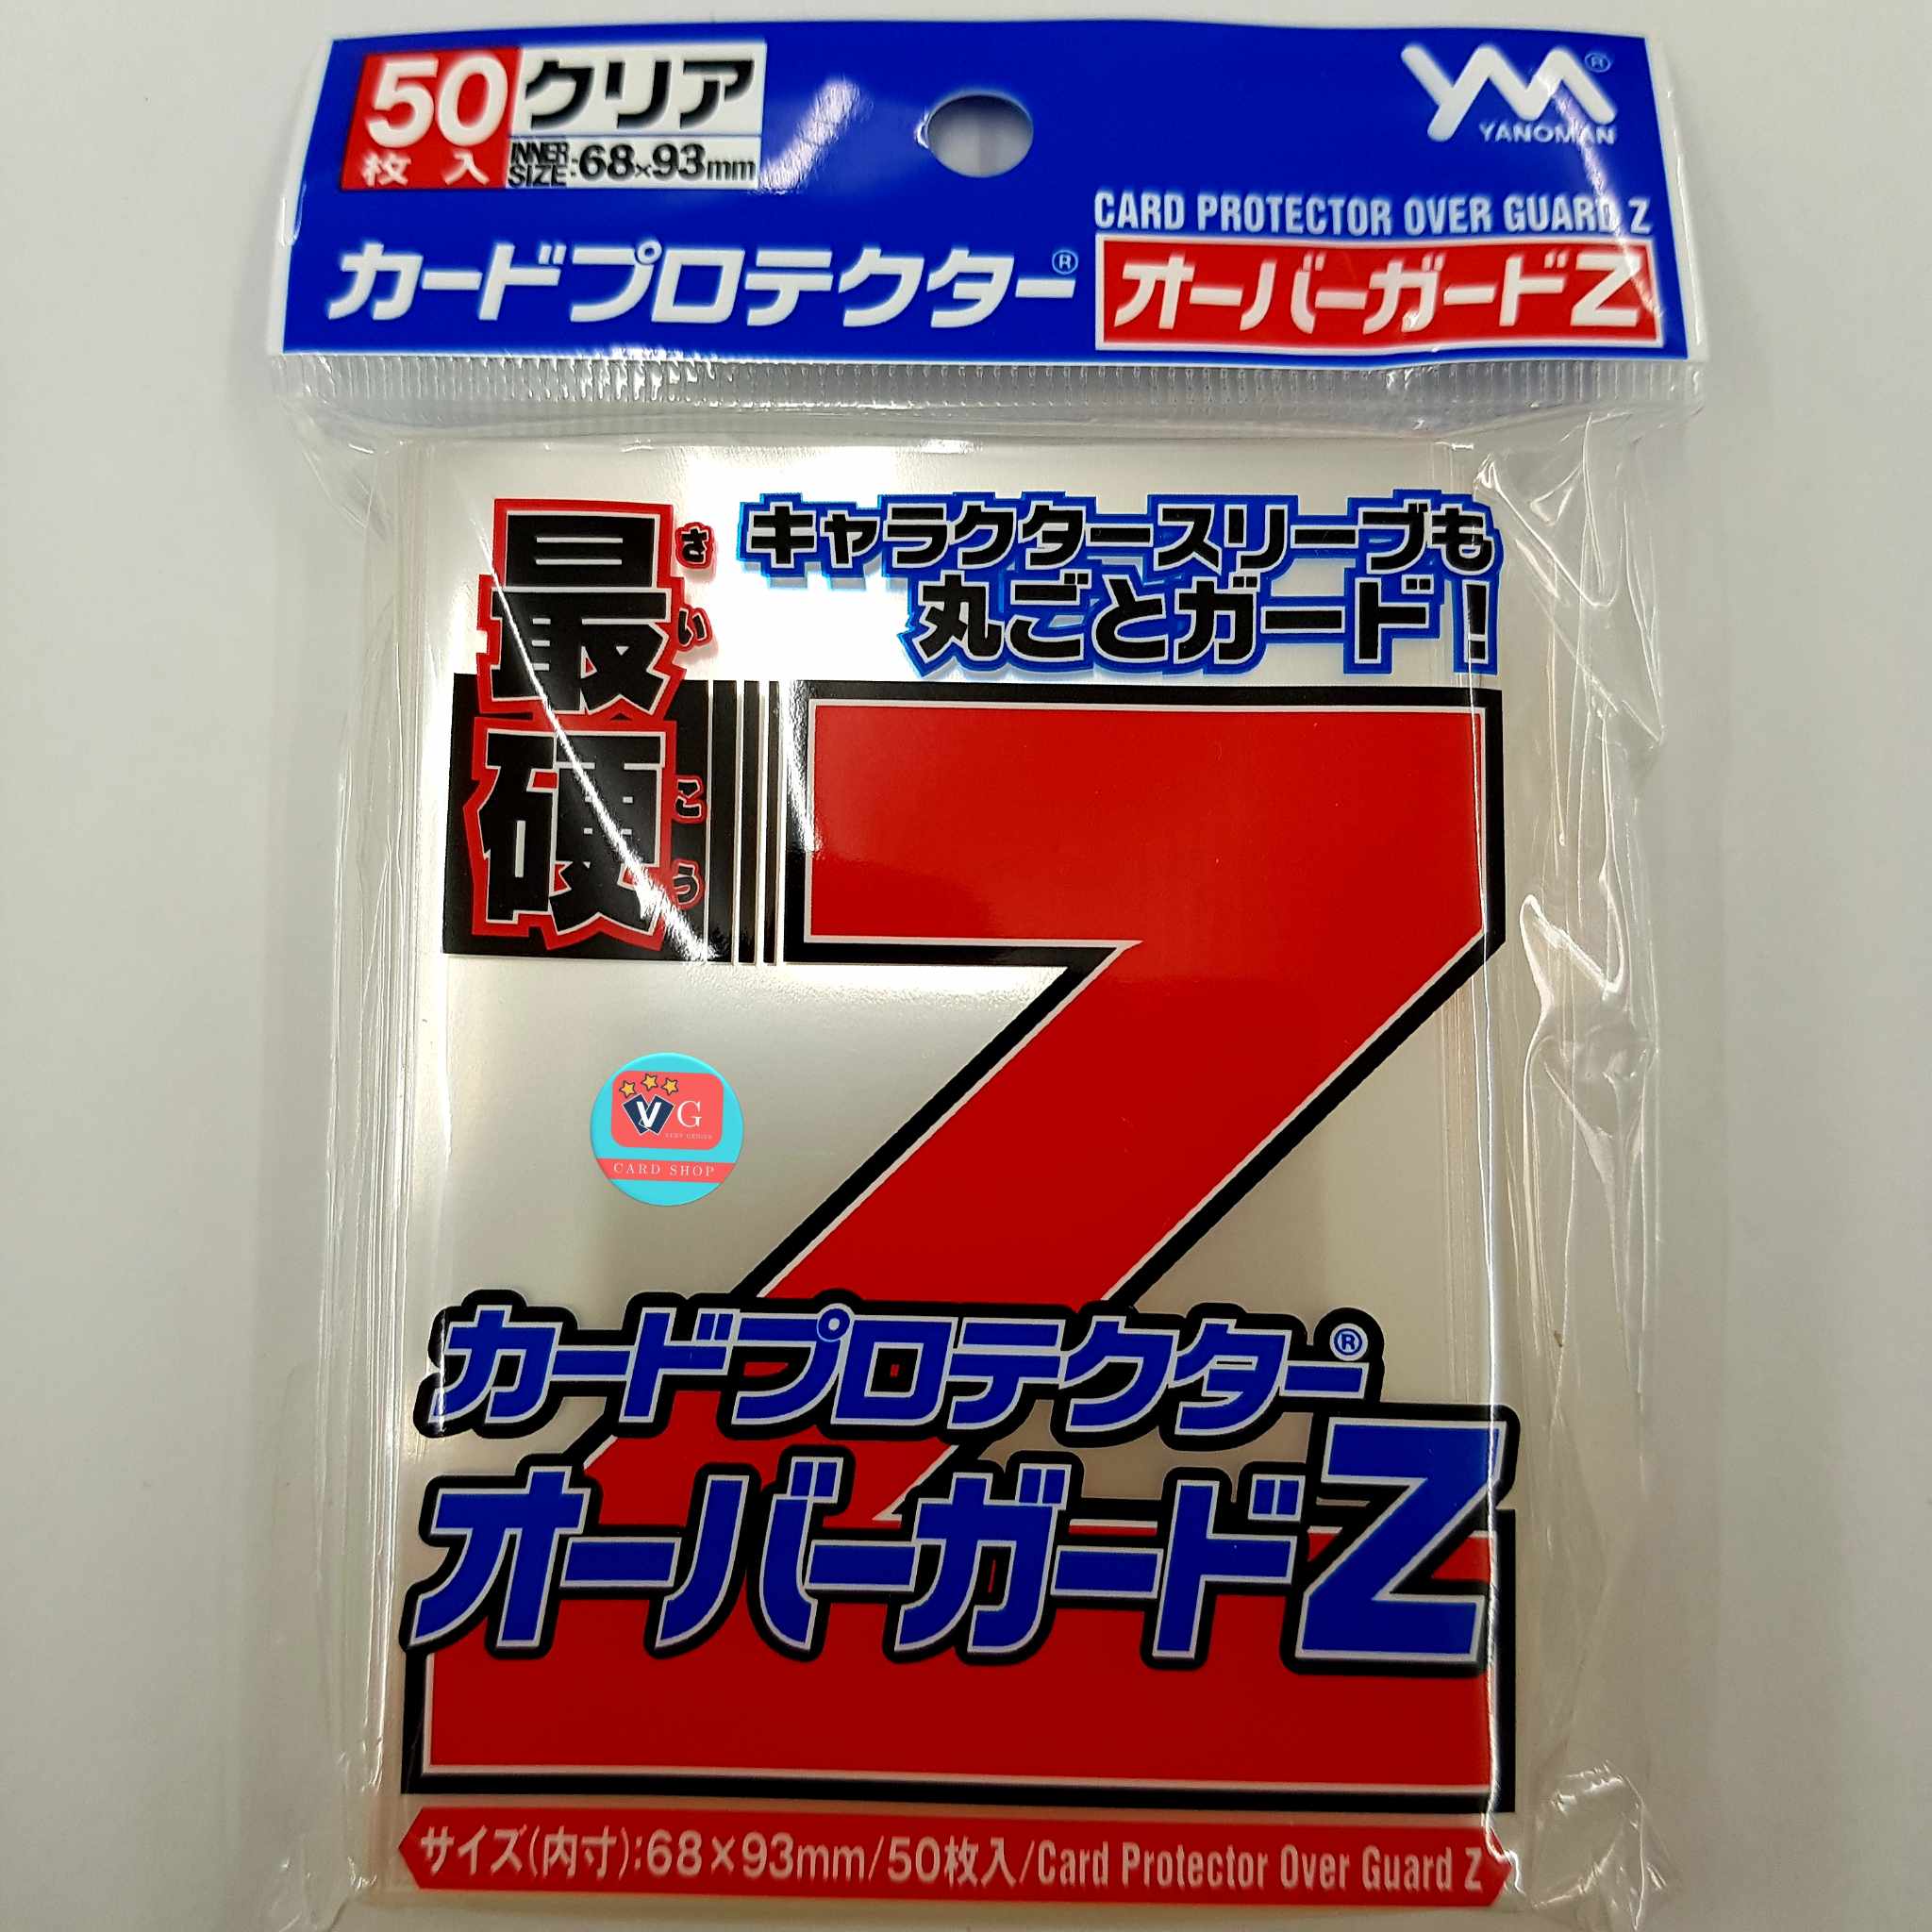 50枚入
クリア
INNER SIZE:68×93mm
YM®
YANOMAN
CARD PROTECTOR OVER GUARD Z
カードプロテクター®
オーバーガードZ
最硬
さいこう
キャラクタースリーブも
丸ごとガード!
Z
VG
CARD SHOP
カードプロテクター®
オーバーガードZ
サイズ(内寸):68×93mm/50枚入/Card Protector Over Guard Z